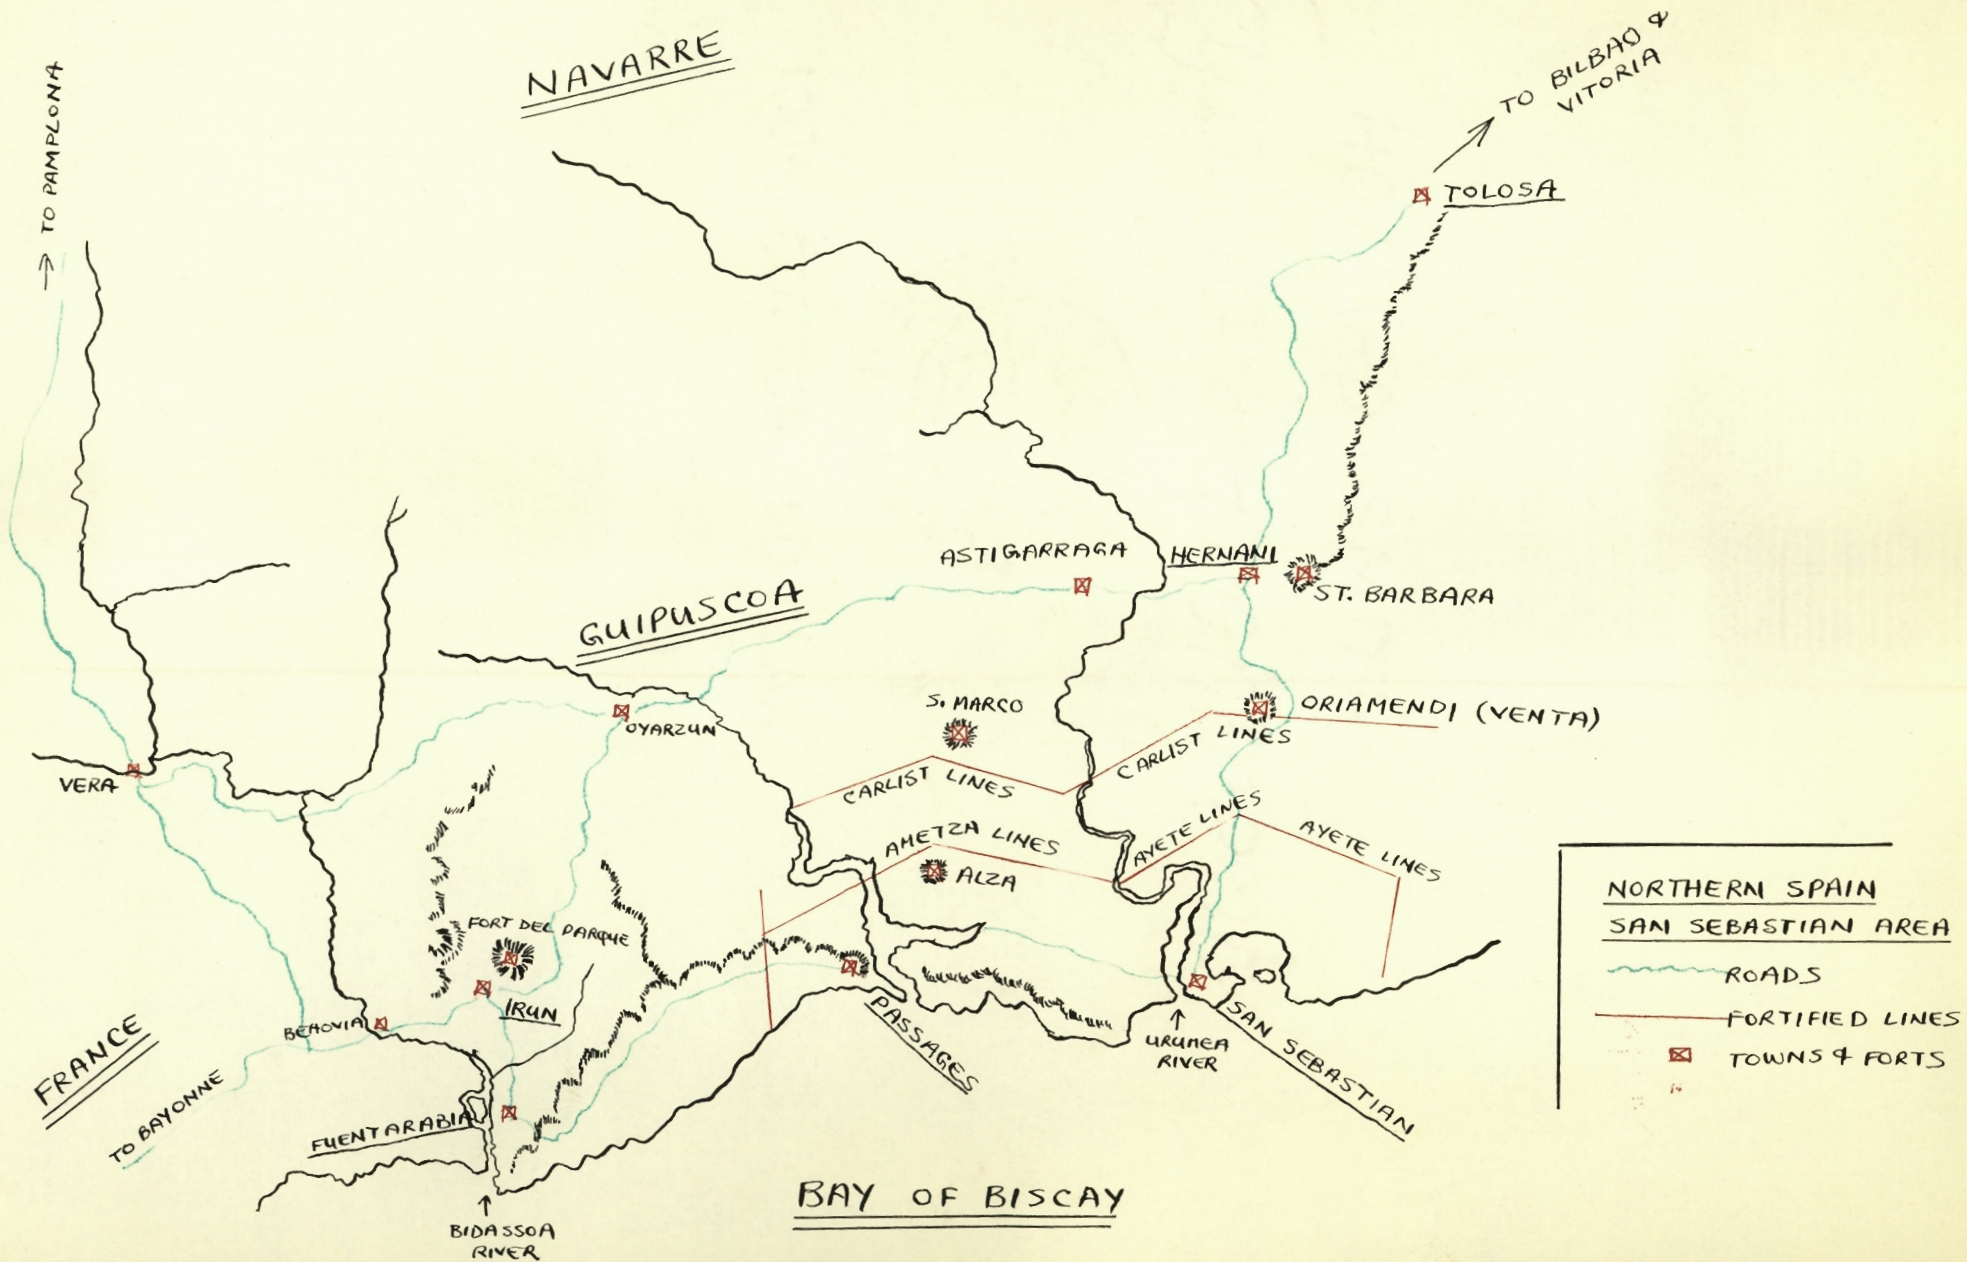 NAVARRE
TO BILBAO &
VITORIA
→ TO PAMPLONA
TOLOSA
ASTIGARRAGA
HERNANI
ST. BARBARA
GUIPUSCOA
S. MARCO
ORIAMENDI (VENTA)
OYARZUN
CARLIST LINES
CARLIST LINES
VERA
AMETZA LINES
AYETE LINES
AYETE LINES
ALZA
FORT DEL PARQUE
IRUN
BEHOVIA
PASSAGES
SAN SEBASTIAN
URUMEA
RIVER
FRANCE
TO BAYONNE
FUENTARABIA
BAY OF BISCAY
BIDASSOA
RIVER
NORTHERN SPAIN
SAN SEBASTIAN AREA
ROADS
FORTIFIED LINES
TOWNS & FORTS